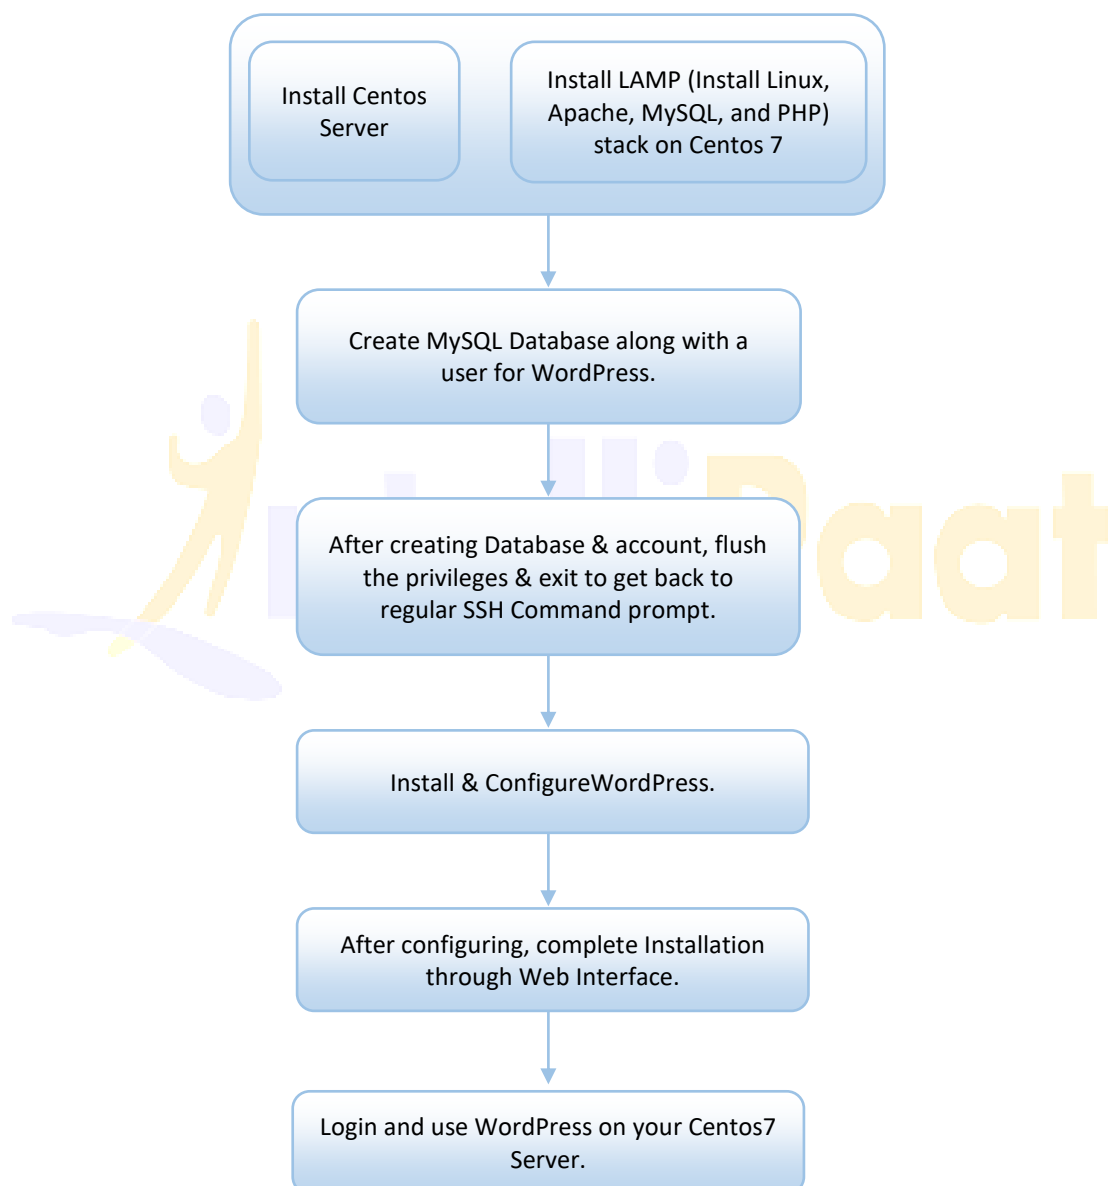 Install Centos
Server
Install LAMP (Install Linux,
Apache, MySQL, and PHP)
stack on Centos 7
Create MySQL Database along with a
user for WordPress.
After creating Database & account, flush
the privileges & exit to get back to
regular SSH Command prompt.
Install & ConfigureWordPress.
After configuring, complete Installation
through Web Interface.
Login and use WordPress on your Centos7
Server.